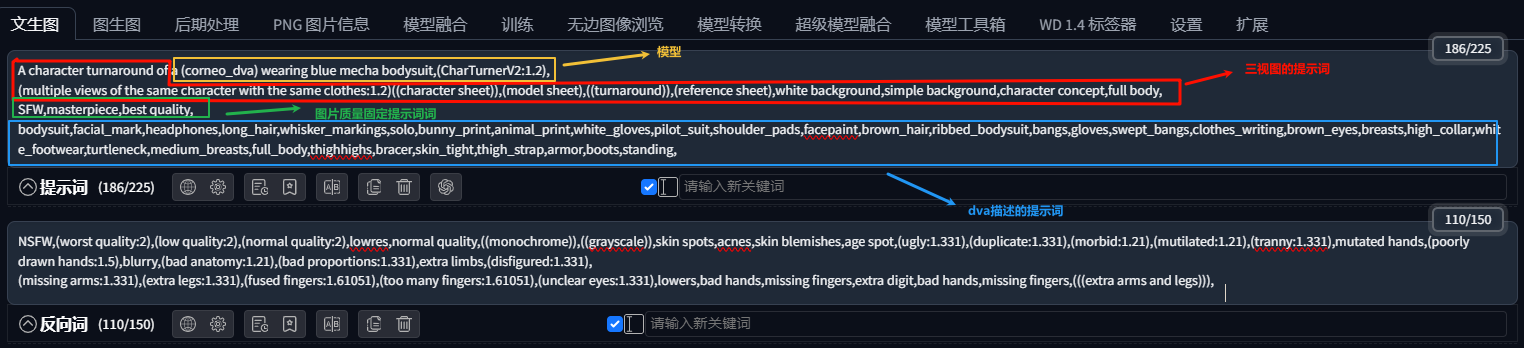 文生图 图生图 后期处理 PNG 图片信息 模型融合 训练 无边图像浏览 模型转换 超级模型融合 模型工具箱 WD 1.4 标签器 设置 扩展
186/225
模型
A character turnaround of a (corneo_dva) wearing blue mecha bodysuit,(CharTurnerV2:1.2),
三视图的提示词
(multiple views of the same character with the same clothes:1.2)((character sheet)),(model sheet),((turnaround)),(reference sheet),white background,simple background,character concept,full body,
SFW,masterpiece,best quality,
图片质量固定提示词词
bodysuit,facial_mark,headphones,long_hair,whisker_markings,solo,bunny_print,animal_print,white_gloves,pilot_suit,shoulder_pads,facepaint,brown_hair,ribbed_bodysuit,bangs,gloves,swept_bangs,clothes_writing,brown_eyes,breasts,high_collar,whit
e_footwear,turtleneck,medium_breasts,full_body,thighhighs,bracer,skin_tight,thigh_strap,armor,boots,standing,
提示词 (186/225) 请输入新关键词
dva描述的提示词
110/150
NSFW,(worst quality:2),(low quality:2),(normal quality:2),lowres,normal quality,((monochrome)),((grayscale)),skin spots,acnes,skin blemishes,age spot,(ugly:1.331),(duplicate:1.331),(morbid:1.21),(mutilated:1.21),(tranny:1.331),mutated hands,(poorly
drawn hands:1.5),blurry,(bad anatomy:1.21),(bad proportions:1.331),extra limbs,(disfigured:1.331),
(missing arms:1.331),(extra legs:1.331),(fused fingers:1.61051),(too many fingers:1.61051),(unclear eyes:1.331),lowers,bad hands,missing fingers,extra digit,bad hands,missing fingers,(((extra arms and legs))),
反向词 (110/150) 请输入新关键词